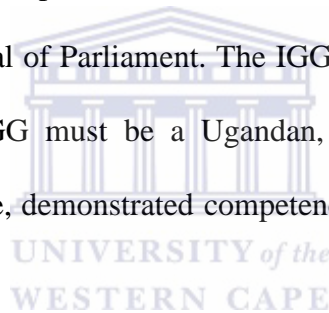 al of Parliament. The IGG
GG must be a Ugandan,
e, demonstrated competenc
UNIVERSITY of the
WESTERN CAPE